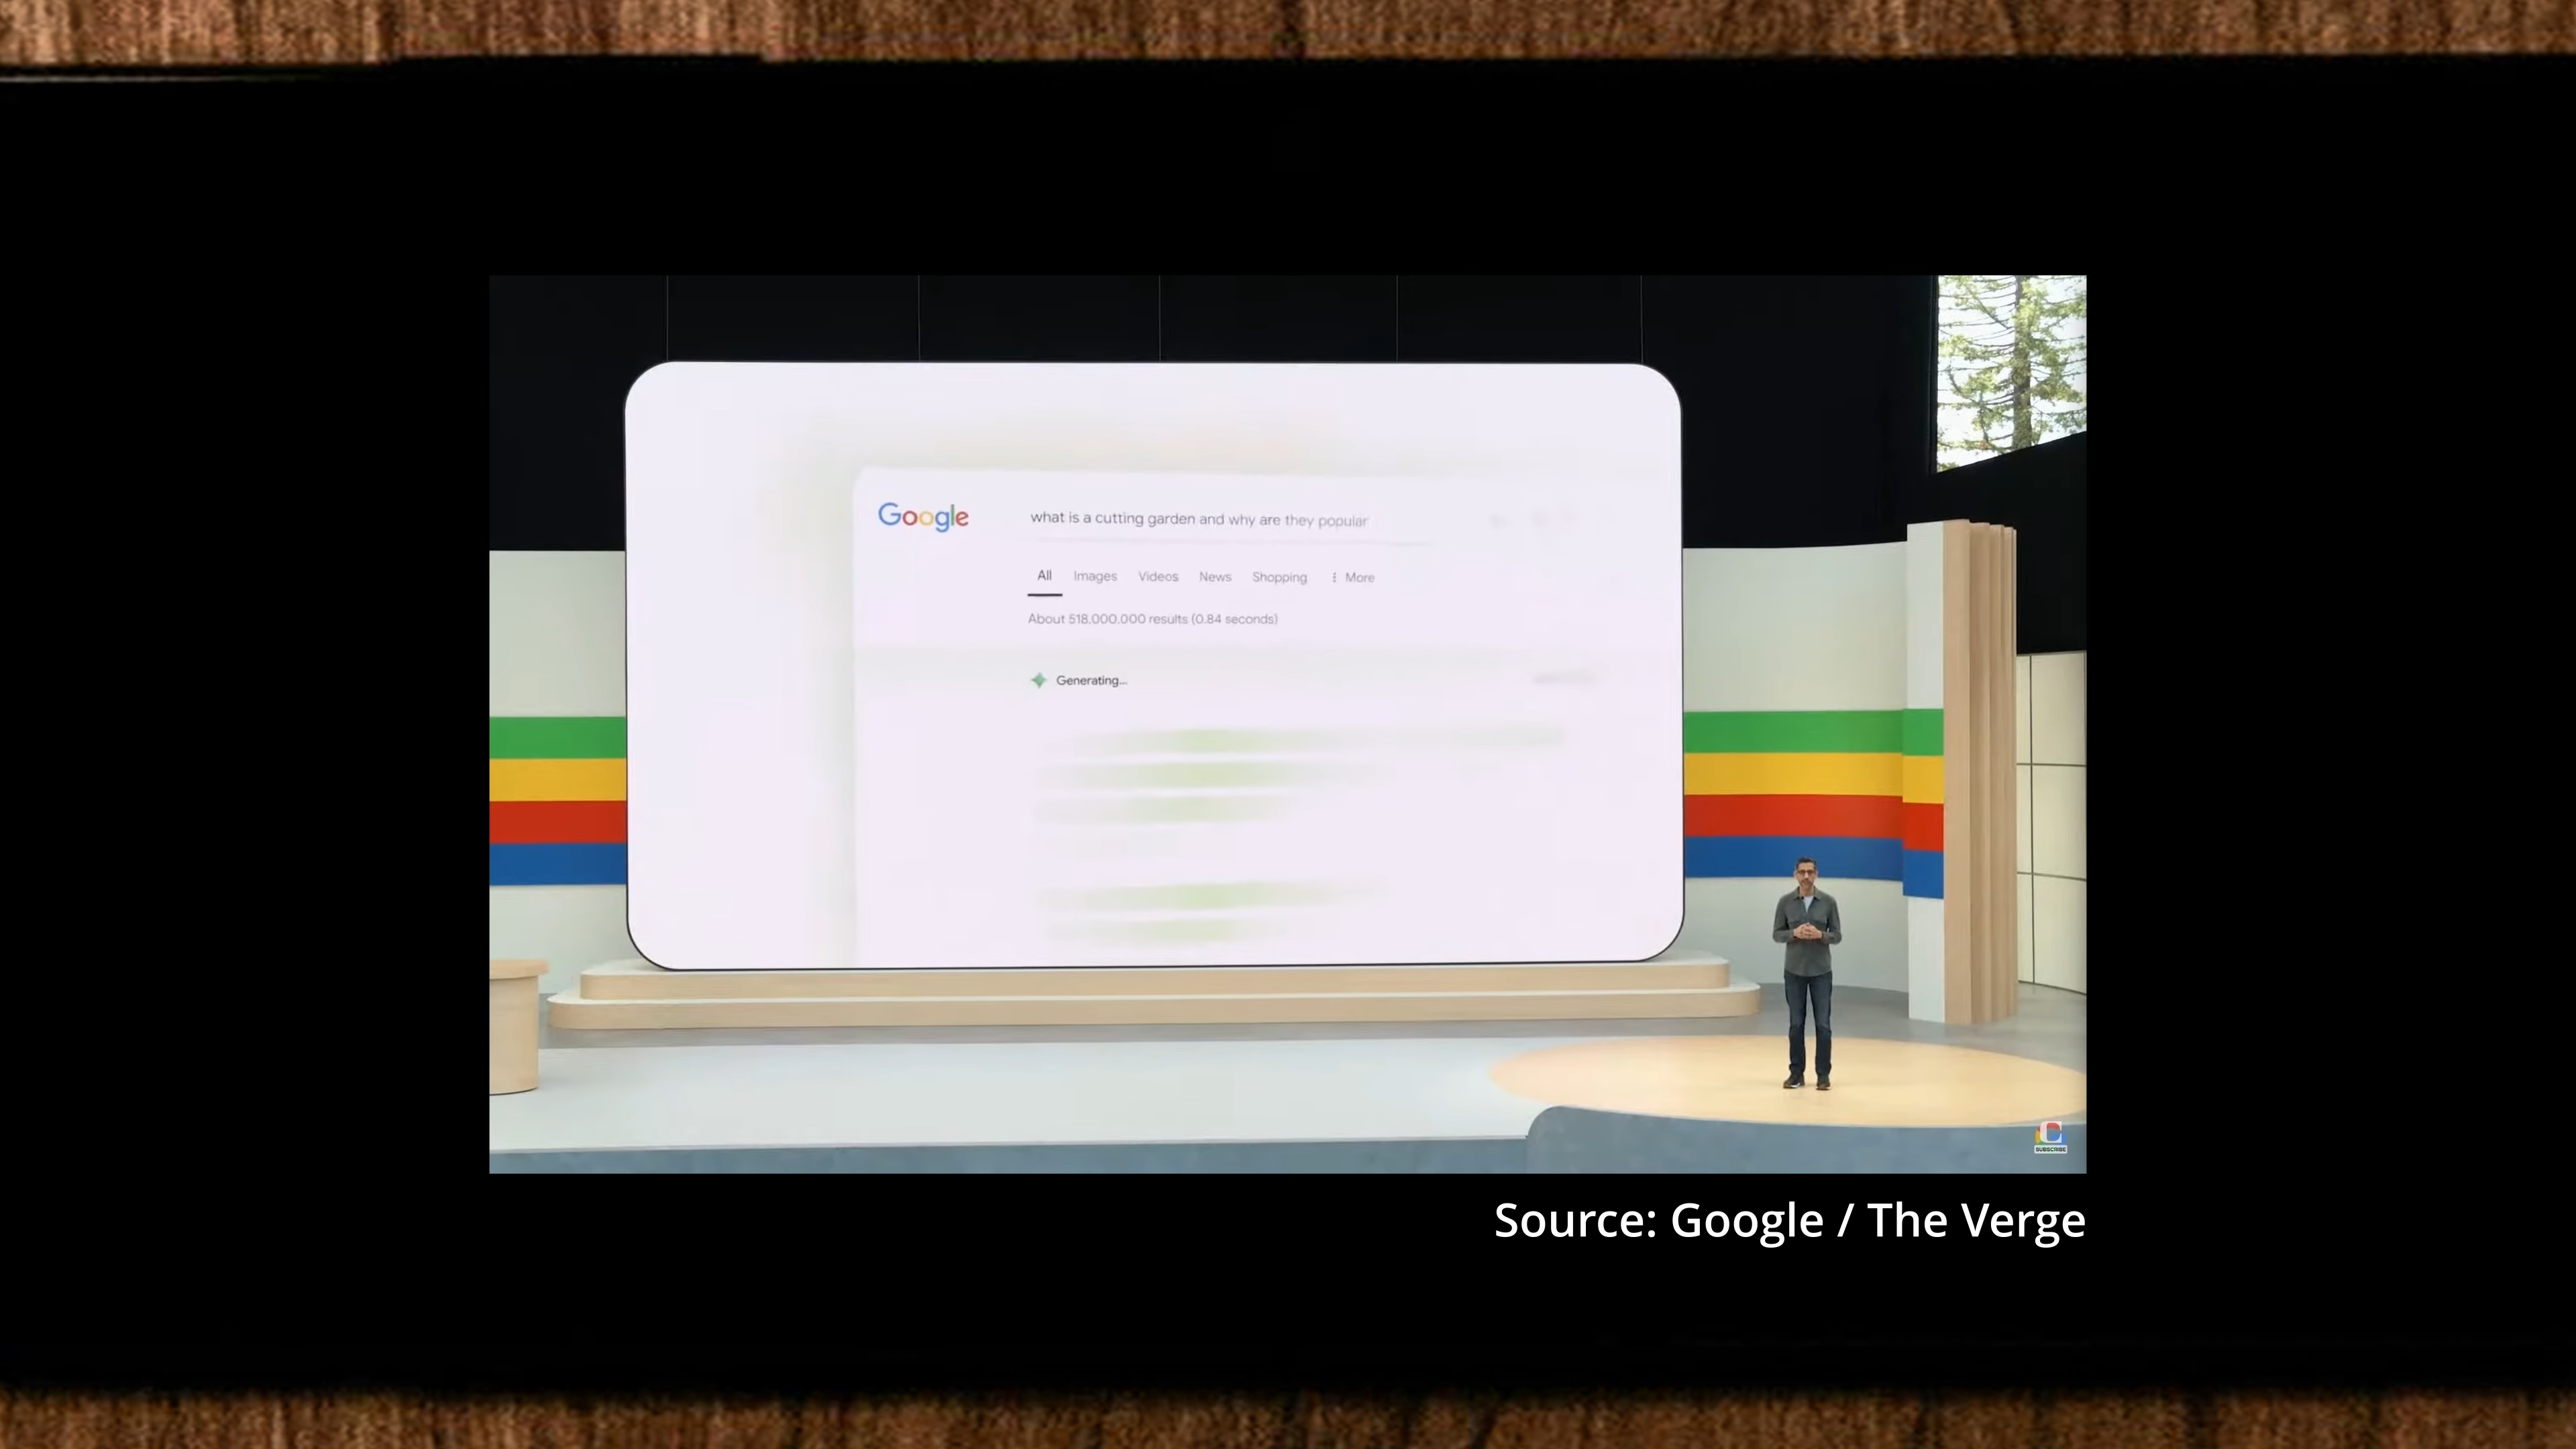 Google
what is a cutting garden and why are they popular
All Images Videos News Shopping More
About 518,000,000 results (0.84 seconds)
Generating...
SUBSCRIBE
Source: Google / The Verge